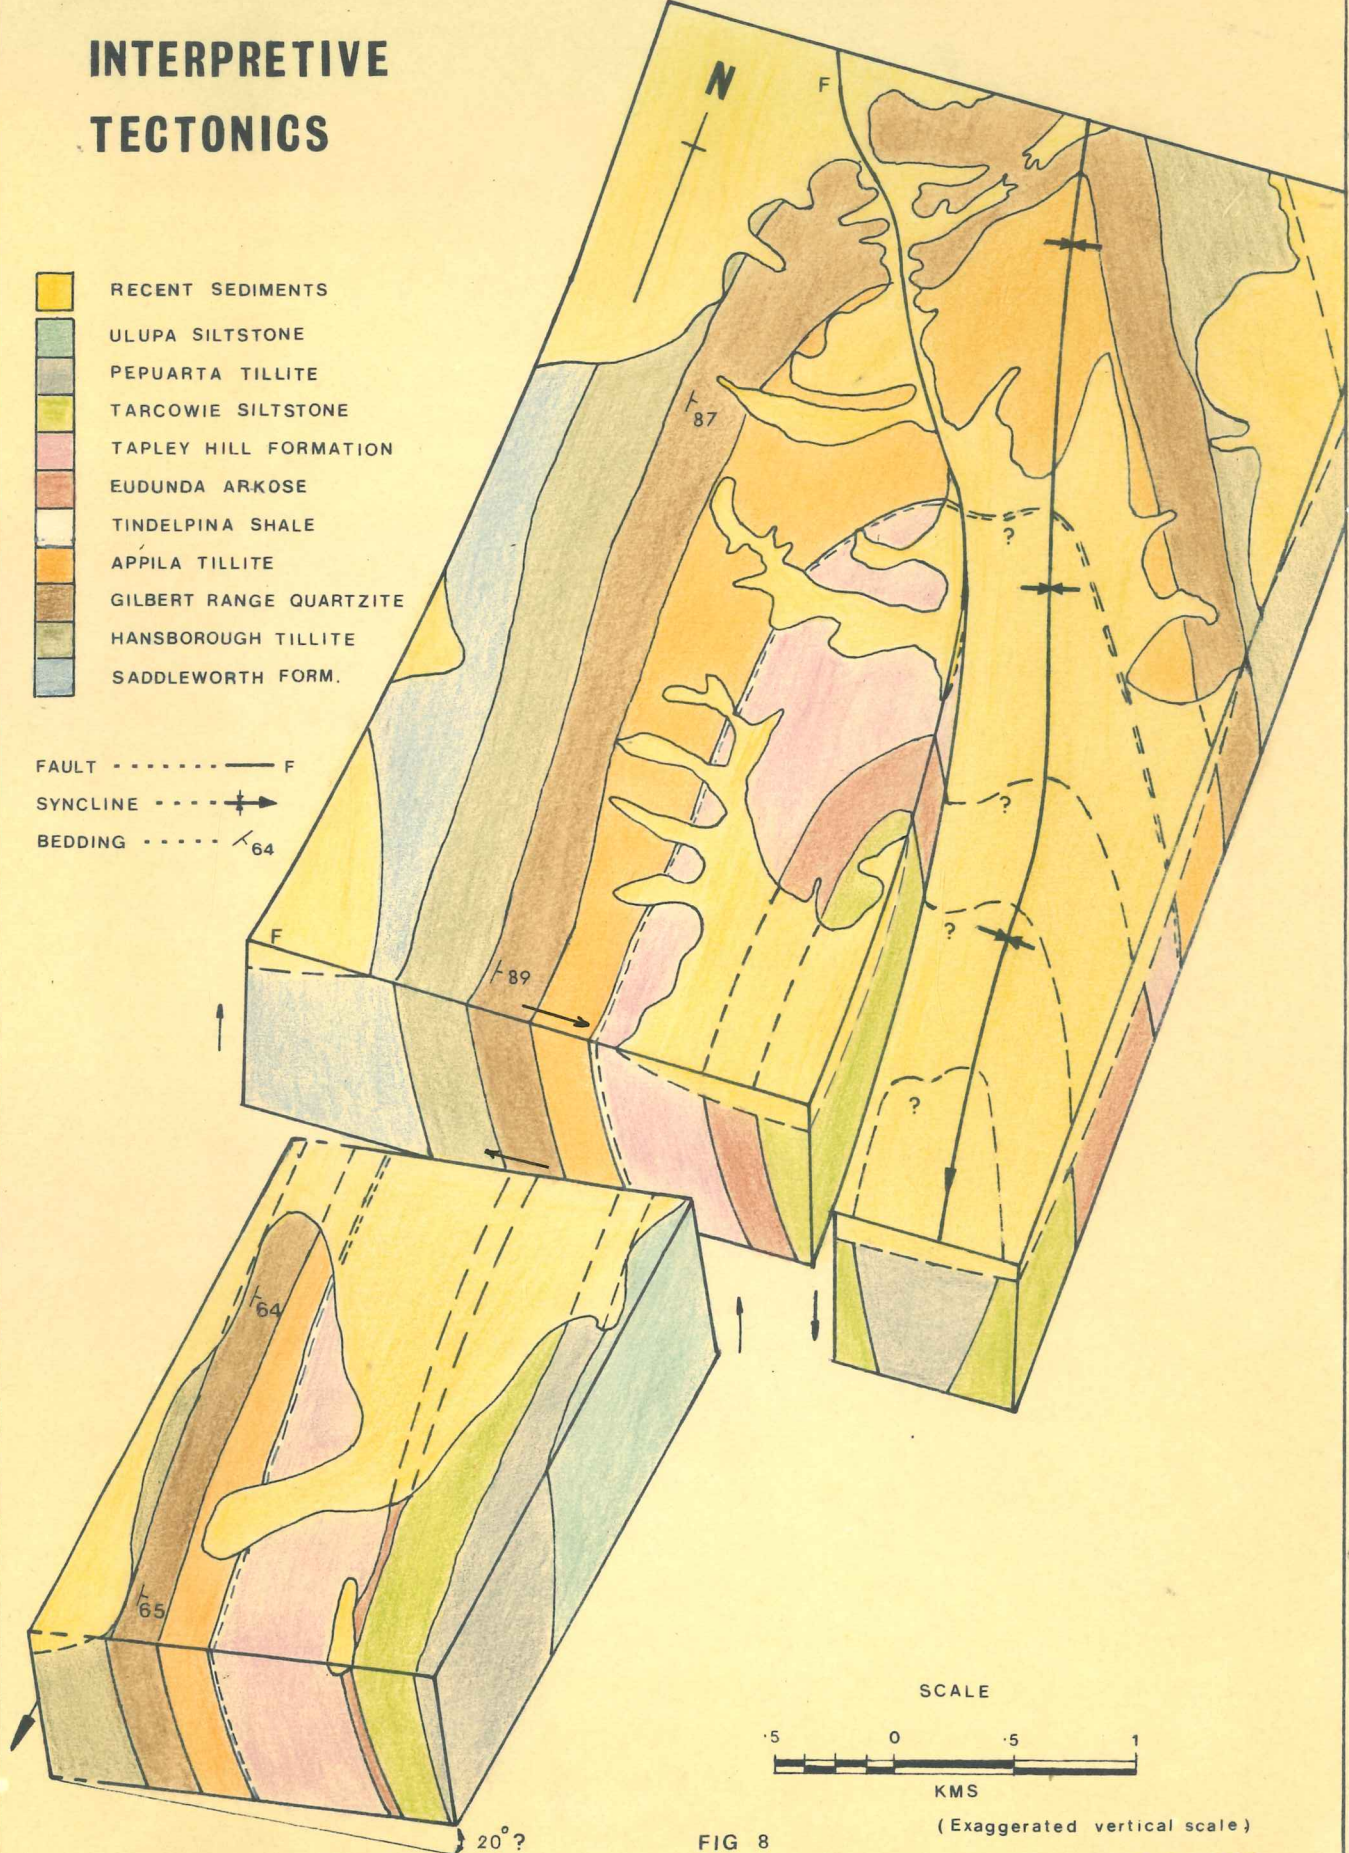 INTERPRETIVE
TECTONICS
N
F
RECENT SEDIMENTS
ULUPA SILTSTONE
PEPUARTA TILLITE
TARCOWIE SILTSTONE
TAPLEY HILL FORMATION
EUDUNDA ARKOSE
TINDELPINA SHALE
APPILA TILLITE
GILBERT RANGE QUARTZITE
HANSBOROUGH TILLITE
SADDLEWORTH FORM.
FAULT - - - - - - - F
SYNCLINE - - - -
BEDDING - - - - - 64
87
?
?
?
F
89
?
64
65
SCALE
·5 0 ·5 1
KMS
(Exaggerated vertical scale)
20°?
FIG 8